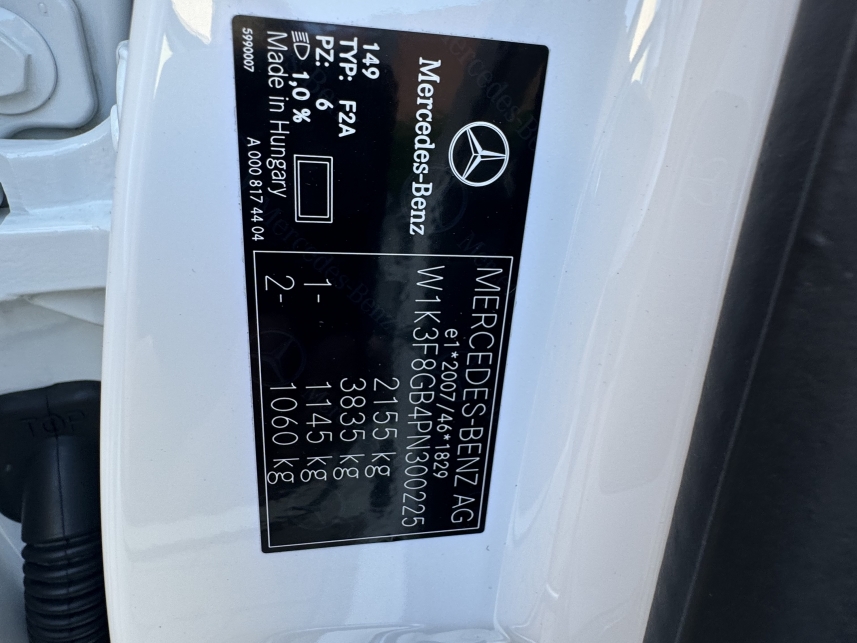 MERCEDES-BENZ AG
e1*2007/46*1829
W1K3F8GB4PN300225
2155 kg
3835 kg
1- 1145 kg
2- 1060 kg
Mercedes-Benz
149
TYP: F2A
PZ: 6
1,0 %
Made in Hungary
A 000 817 44 04
5990007